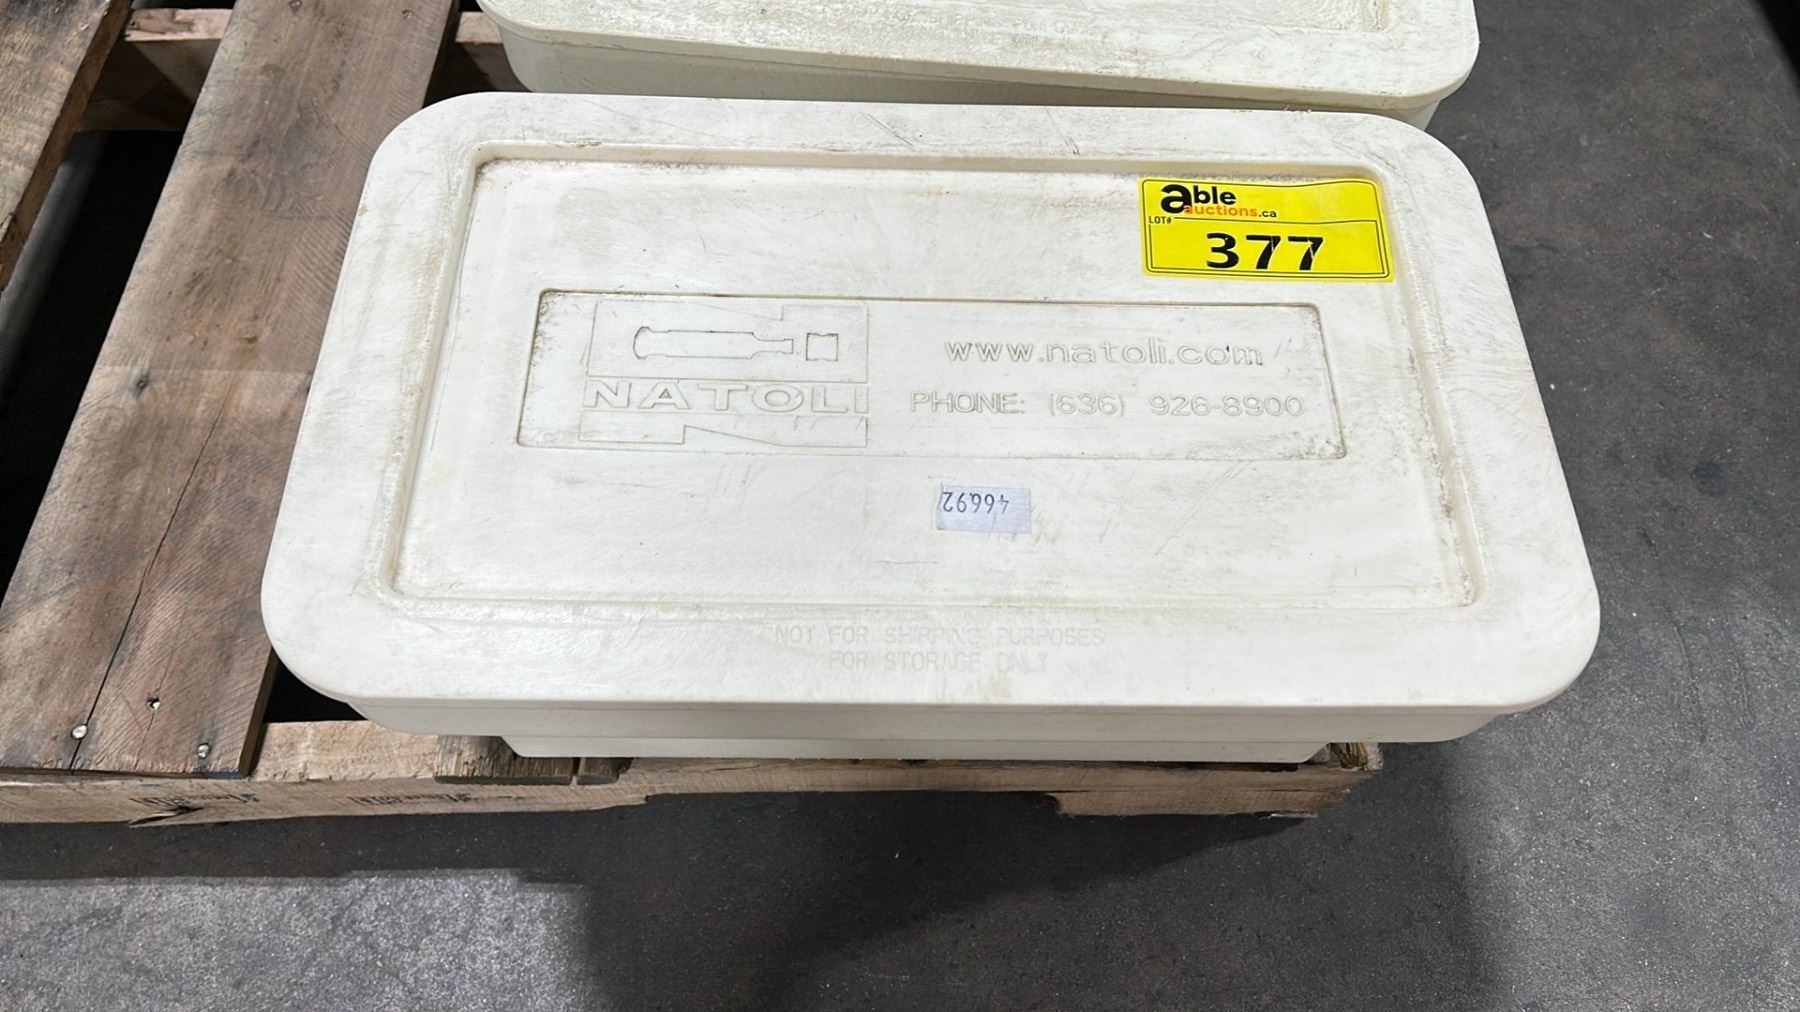 able
auctions.ca
LOT#
377
NATOLI
www.natoli.com
PHONE: (636) 926-8900
46692
NOT FOR SHIPPING PURPOSES
FOR STORAGE ONLY